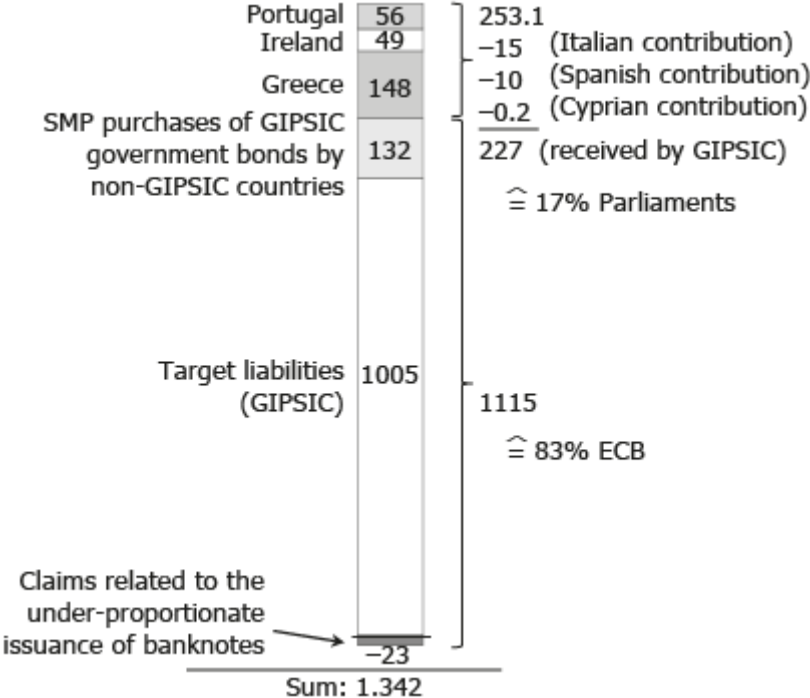 Portugal 56 253.1
Ireland 49 –15 (Italian contribution)
Greece 148 –10 (Spanish contribution)
–0.2 (Cyprian contribution)
SMP purchases of GIPSIC
government bonds by 132 227 (received by GIPSIC)
non-GIPSIC countries
≙ 17% Parliaments
Target liabilities 1005
(GIPSIC)
1115
≙ 83% ECB
Claims related to the
under-proportionate
issuance of banknotes
–23
Sum: 1.342